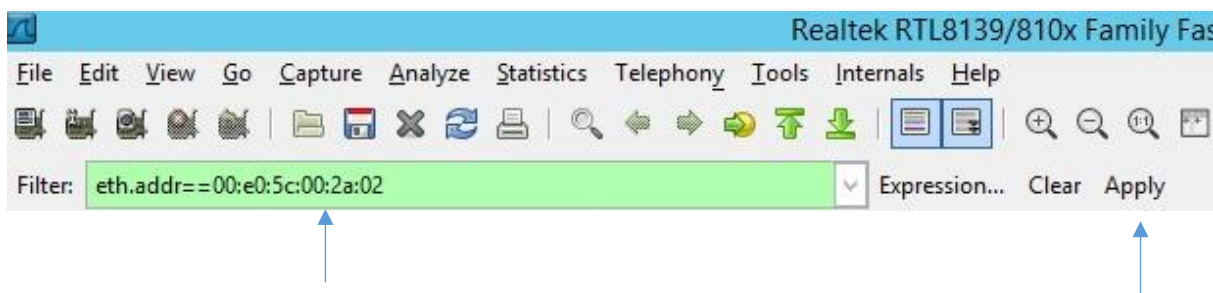 Realtek RTL8139/810x Family Fas
File Edit View Go Capture Analyze Statistics Telephony Tools Internals Help
Filter: eth.addr==00:e0:5c:00:2a:02 Expression... Clear Apply